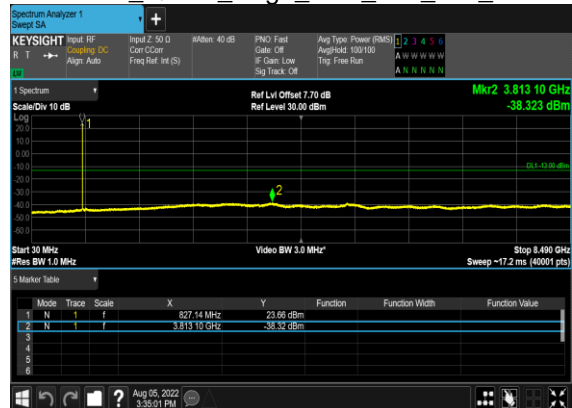 Spectrum Analyzer 1
Swept SA
+
KEYSIGHT Input: RF Input Z: 50 Ω #Atten: 40 dB PNO: Fast Avg Type: Power (RMS) 1 2 3 4 5 6
R T Coupling: DC Corr CCorr Gate: Off Avg|Hold: 100/100 A W W W W W
Align: Auto Freq Ref: Int (S) IF Gain: Low Trig: Free Run
Sig Track: Off A N N N N N
1 Spectrum Ref Lvl Offset 7.70 dB Mkr2 3.813 10 GHz
Scale/Div 10 dB Ref Level 30.00 dBm -38.323 dBm
Log
20.0
10.0
0.00
-10.0
-20.0
-30.0
-40.0
-50.0
-60.0
1
2
DL1 -13.00 dBm
Start 30 MHz Video BW 3.0 MHz* Stop 8.490 GHz
#Res BW 1.0 MHz Sweep ~17.2 ms (40001 pts)
5 Marker Table
Mode Trace Scale X Y Function Function Width Function Value
1 N 1 f 827.14 MHz 23.66 dBm
2 N 1 f 3.813 10 GHz -38.32 dBm
3
4
5
6
? Aug 05, 2022
3:35:01 PM